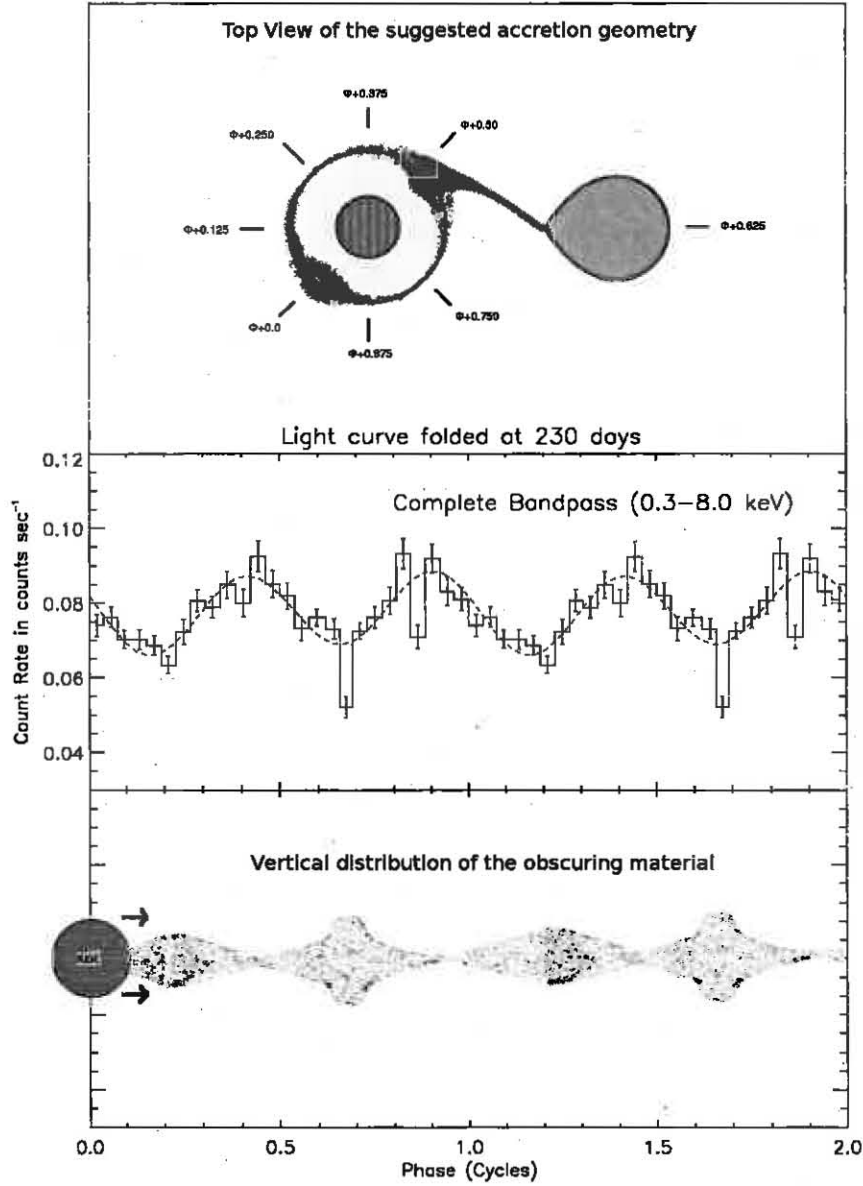 Top View of the suggested accretion geometry
Φ+0.375
Φ+0.50
Φ+0.250
Φ+0.125
Φ+0.625
Φ+0.0
Φ+0.750
Φ+0.875
Light curve folded at 230 days
0.12
0.10
0.08
0.06
0.04
Count Rate in counts sec⁻¹
Complete Bandpass (0.3–8.0 keV)
Vertical distribution of the obscuring material
0.0 0.5 1.0 1.5 2.0
Phase (Cycles)